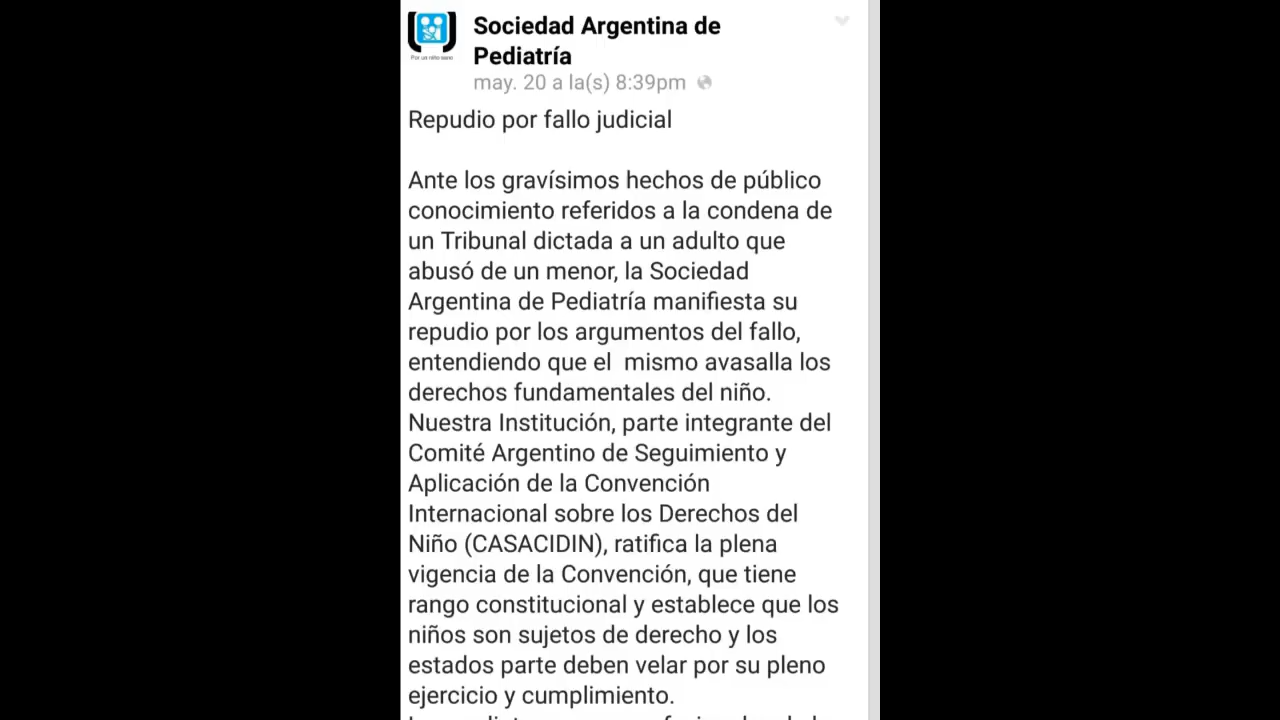 Sociedad Argentina de
Pediatría
Por un niño sano
may. 20 a la(s) 8:39pm
Repudio por fallo judicial
Ante los gravísimos hechos de público
conocimiento referidos a la condena de
un Tribunal dictada a un adulto que
abusó de un menor, la Sociedad
Argentina de Pediatría manifiesta su
repudio por los argumentos del fallo,
entendiendo que el  mismo avasalla los
derechos fundamentales del niño.
Nuestra Institución, parte integrante del
Comité Argentino de Seguimiento y
Aplicación de la Convención
Internacional sobre los Derechos del
Niño (CASACIDIN), ratifica la plena
vigencia de la Convención, que tiene
rango constitucional y establece que los
niños son sujetos de derecho y los
estados parte deben velar por su pleno
ejercicio y cumplimiento.